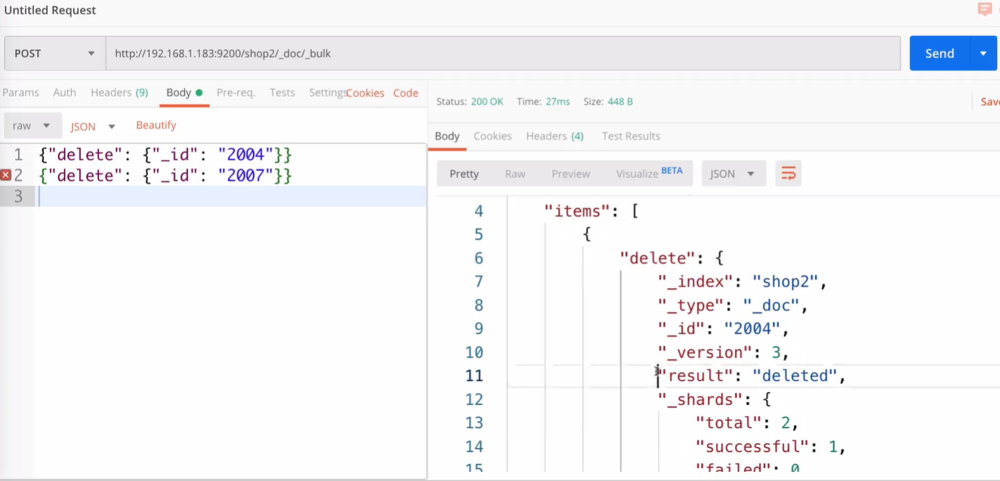 Untitled Request
POST http://192.168.1.183:9200/shop2/_doc/_bulk Send
Params Auth Headers (9) Body Pre-req. Tests Settings Cookies Code
raw JSON Beautify
1 {"delete": {"_id": "2004"}}
2 {"delete": {"_id": "2007"}}
3
Status: 200 OK Time: 27ms Size: 448 B Save
Body Cookies Headers (4) Test Results
Pretty Raw Preview Visualize BETA JSON
4 "items": [
5 {
6 "delete": {
7 "_index": "shop2",
8 "_type": "_doc",
9 "_id": "2004",
10 "_version": 3,
11 "result": "deleted",
12 "_shards": {
13 "total": 2,
14 "successful": 1,
15 "failed": 0